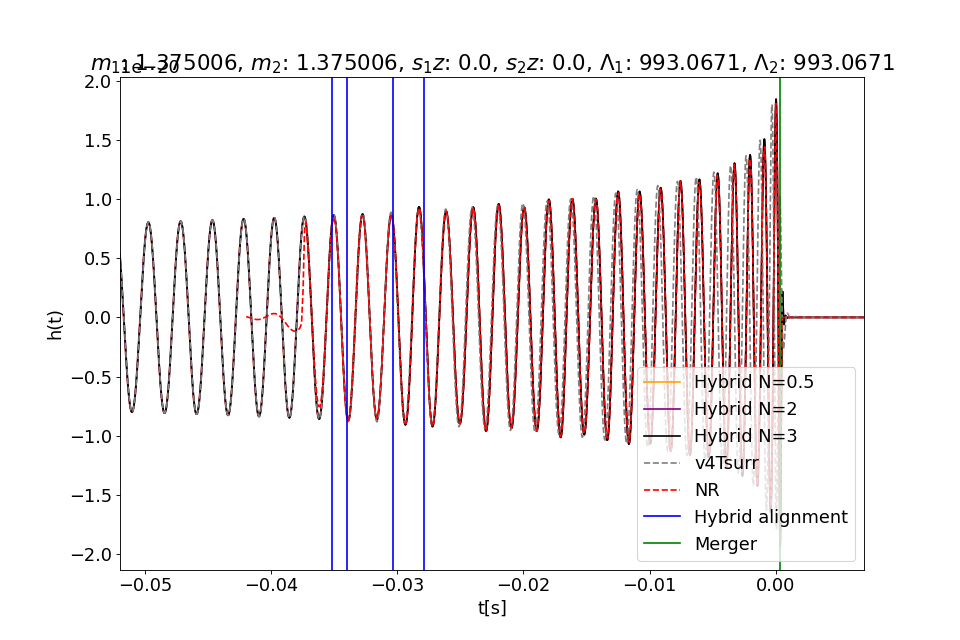 m₁: 1.375006, m₂: 1.375006, s₁z: 0.0, s₂z: 0.0, Λ₁: 993.0671, Λ₂: 993.0671
1e−20
2.0
1.5
1.0
0.5
0.0
−0.5
−1.0
−1.5
−2.0
h(t)
Hybrid N=0.5
Hybrid N=2
Hybrid N=3
v4Tsurr
NR
Hybrid alignment
Merger
−0.05
−0.04
−0.03
−0.02
−0.01
0.00
t[s]